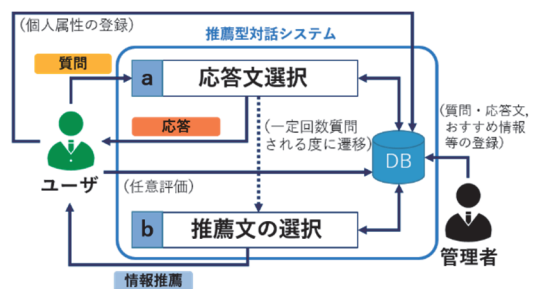 (個人属性の登録)
推薦型対話システム
質問
a 応答文選択
応答
(一定回数質問
される度に遷移)
(質問・応答文,
おすすめ情報
等の登録)
DB
ユーザ
(任意評価)
b 推薦文の選択
管理者
情報推薦